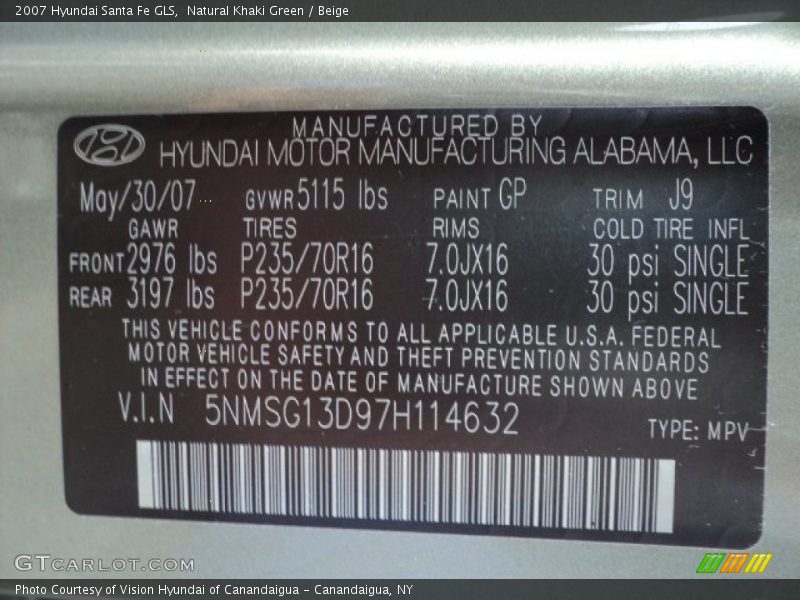 2007 Hyundai Santa Fe GLS, Natural Khaki Green / Beige
MANUFACTURED BY
HYUNDAI MOTOR MANUFACTURING ALABAMA, LLC
May/30/07 GVWR 5115 lbs PAINT GP TRIM J9
GAWR TIRES RIMS COLD TIRE INFL
FRONT 2976 lbs P235/70R16 7.0JX16 30 psi SINGLE
REAR 3197 lbs P235/70R16 7.0JX16 30 psi SINGLE
THIS VEHICLE CONFORMS TO ALL APPLICABLE U.S.A. FEDERAL
MOTOR VEHICLE SAFETY AND THEFT PREVENTION STANDARDS
IN EFFECT ON THE DATE OF MANUFACTURE SHOWN ABOVE
V.I.N 5NMSG13D97H114632 TYPE: MPV
GTCARLOT.COM
Photo Courtesy of Vision Hyundai of Canandaigua - Canandaigua, NY